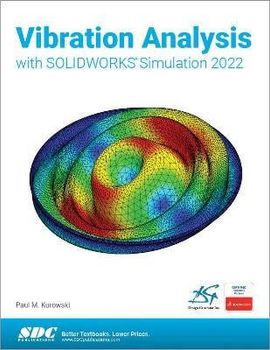 Vibration Analysis
with SOLIDWORKS® Simulation 2022
Paul M. Kurowski
SDC
PUBLICATIONS
Better Textbooks. Lower Prices.
www.SDCpublications.com